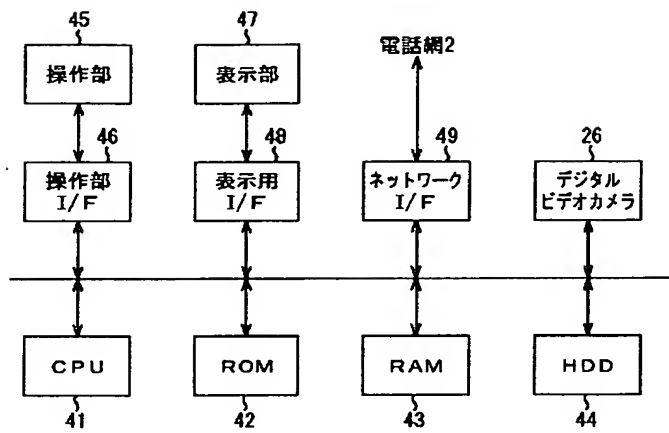 45
47
電話網2
操作部
表示部
46
48
49
26
操作部
I/F
表示用
I/F
ネットワーク
I/F
デジタル
ビデオカメラ
CPU
ROM
RAM
HDD
41
42
43
44